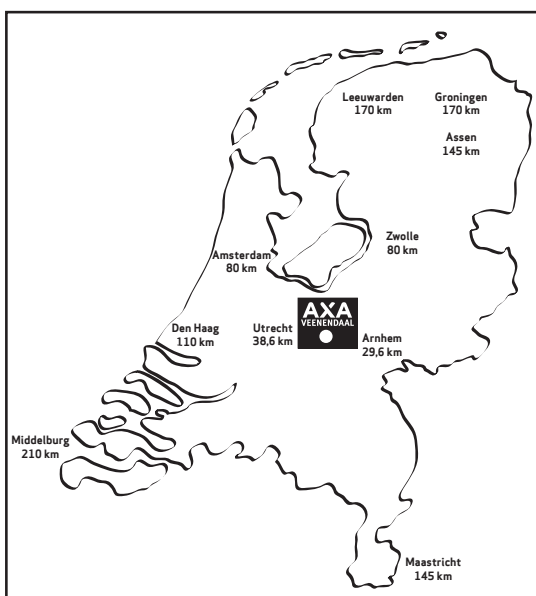 Leeuwarden
170 km
Groningen
170 km
Assen
145 km
Zwolle
80 km
Amsterdam
80 km
AXA
VEENENDAAL
Den Haag
110 km
Utrecht
38,6 km
Arnhem
29,6 km
Middelburg
210 km
Maastricht
145 km